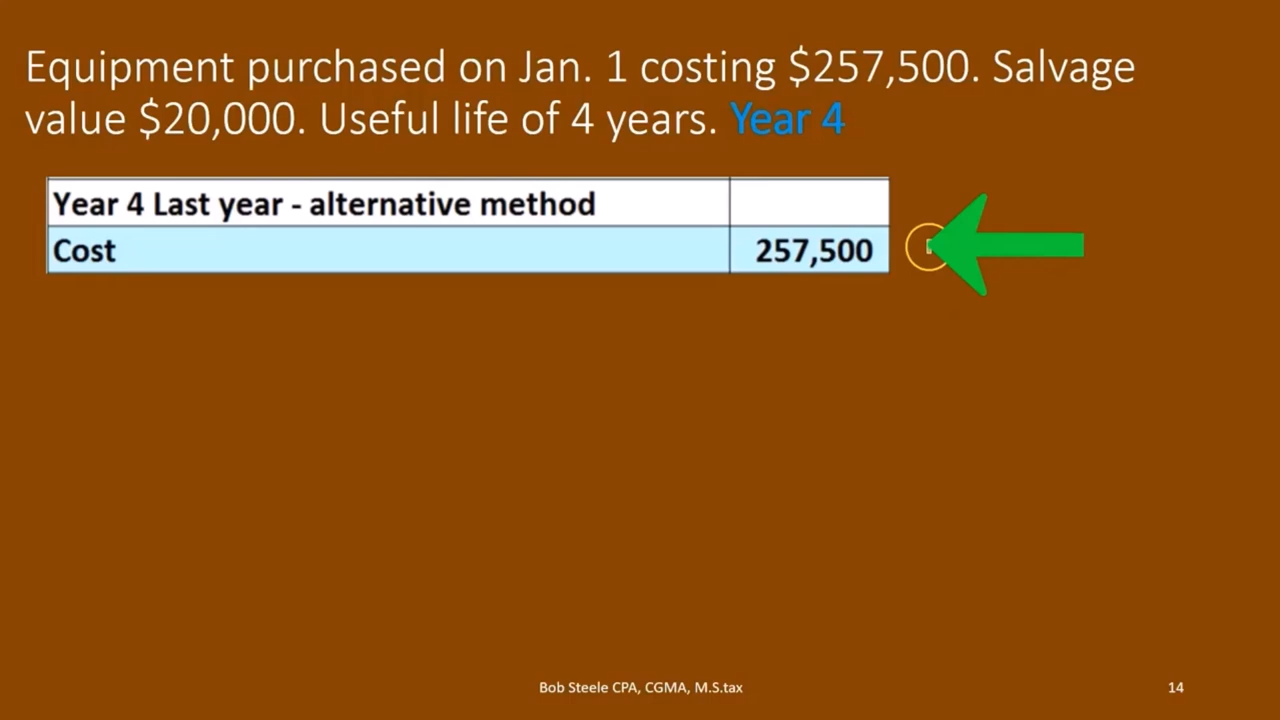 Equipment purchased on Jan. 1 costing $257,500. Salvage
value $20,000. Useful life of 4 years. Year 4
Year 4 Last year - alternative method
Cost 257,500
Bob Steele CPA, CGMA, M.S.tax 14